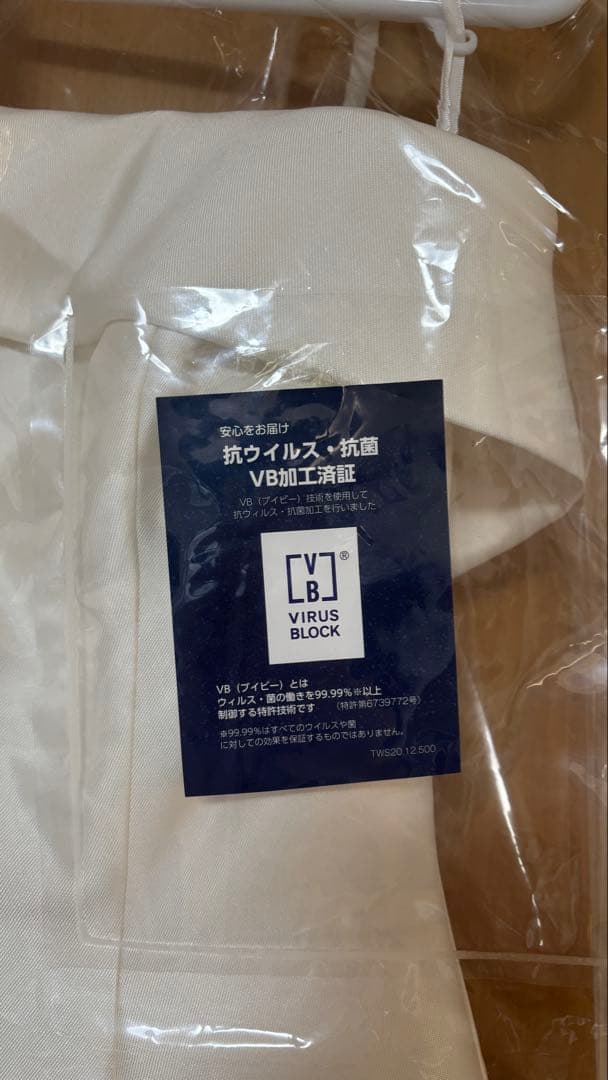 安心をお届け
抗ウイルス・抗菌
VB加工済証
VB（ブイビー）技術を使用して
抗ウィルス・抗菌加工を行いました
V
B
®
VIRUS
BLOCK
VB（ブイビー）とは
ウィルス・菌の働きを99.99%※以上
制御する特許技術です （特許第6739772号）
※99.99%はすべてのウイルスや菌
に対しての効果を保証するものではありません。
TWS20.12.500